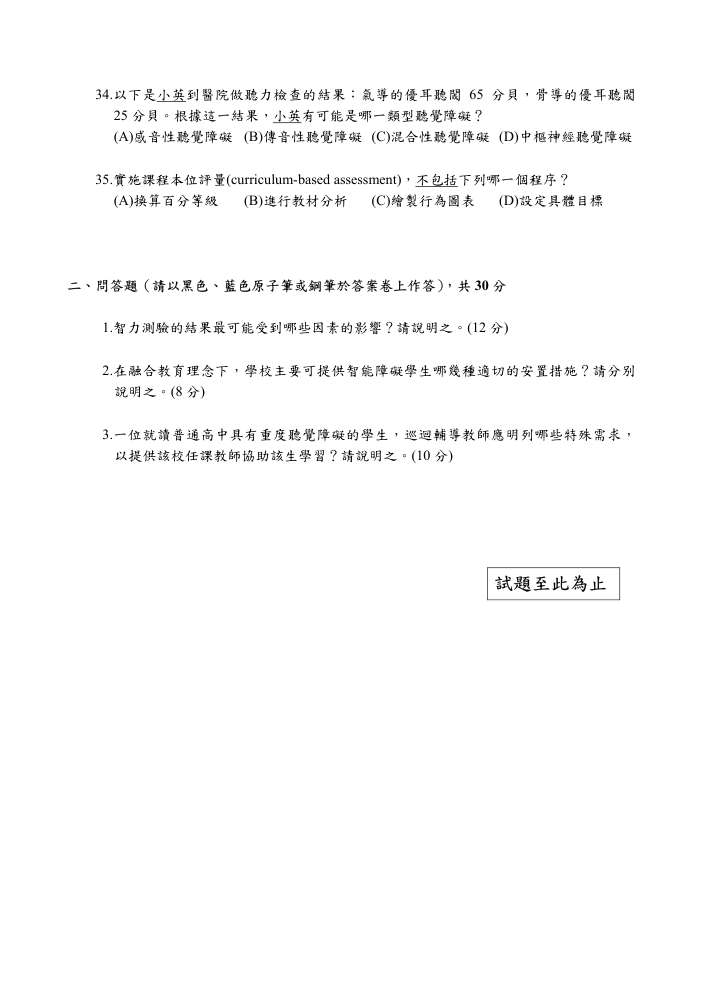 34.以下是小英到醫院做聽力檢查的結果：氣導的優耳聽閾 65 分貝，骨導的優耳聽閾
25 分貝。根據這一結果，小英有可能是哪一類型聽覺障礙？
(A)感音性聽覺障礙 (B)傳音性聽覺障礙 (C)混合性聽覺障礙 (D)中樞神經聽覺障礙
35.實施課程本位評量(curriculum-based assessment)，不包括下列哪一個程序？
(A)換算百分等級 (B)進行教材分析 (C)繪製行為圖表 (D)設定具體目標
二、問答題（請以黑色、藍色原子筆或鋼筆於答案卷上作答），共 30 分
1.智力測驗的結果最可能受到哪些因素的影響？請說明之。(12 分)
2.在融合教育理念下，學校主要可提供智能障礙學生哪幾種適切的安置措施？請分別
說明之。(8 分)
3.一位就讀普通高中具有重度聽覺障礙的學生，巡迴輔導教師應明列哪些特殊需求，
以提供該校任課教師協助該生學習？請說明之。(10 分)
試題至此為止